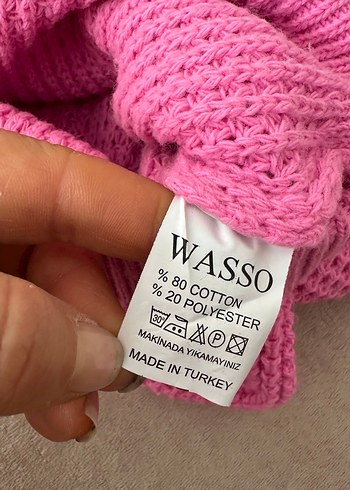 WASSO
% 80 COTTON
% 20 POLYESTER
30° P
MAKİNADA YIKAMAYINIZ
MADE IN TURKEY